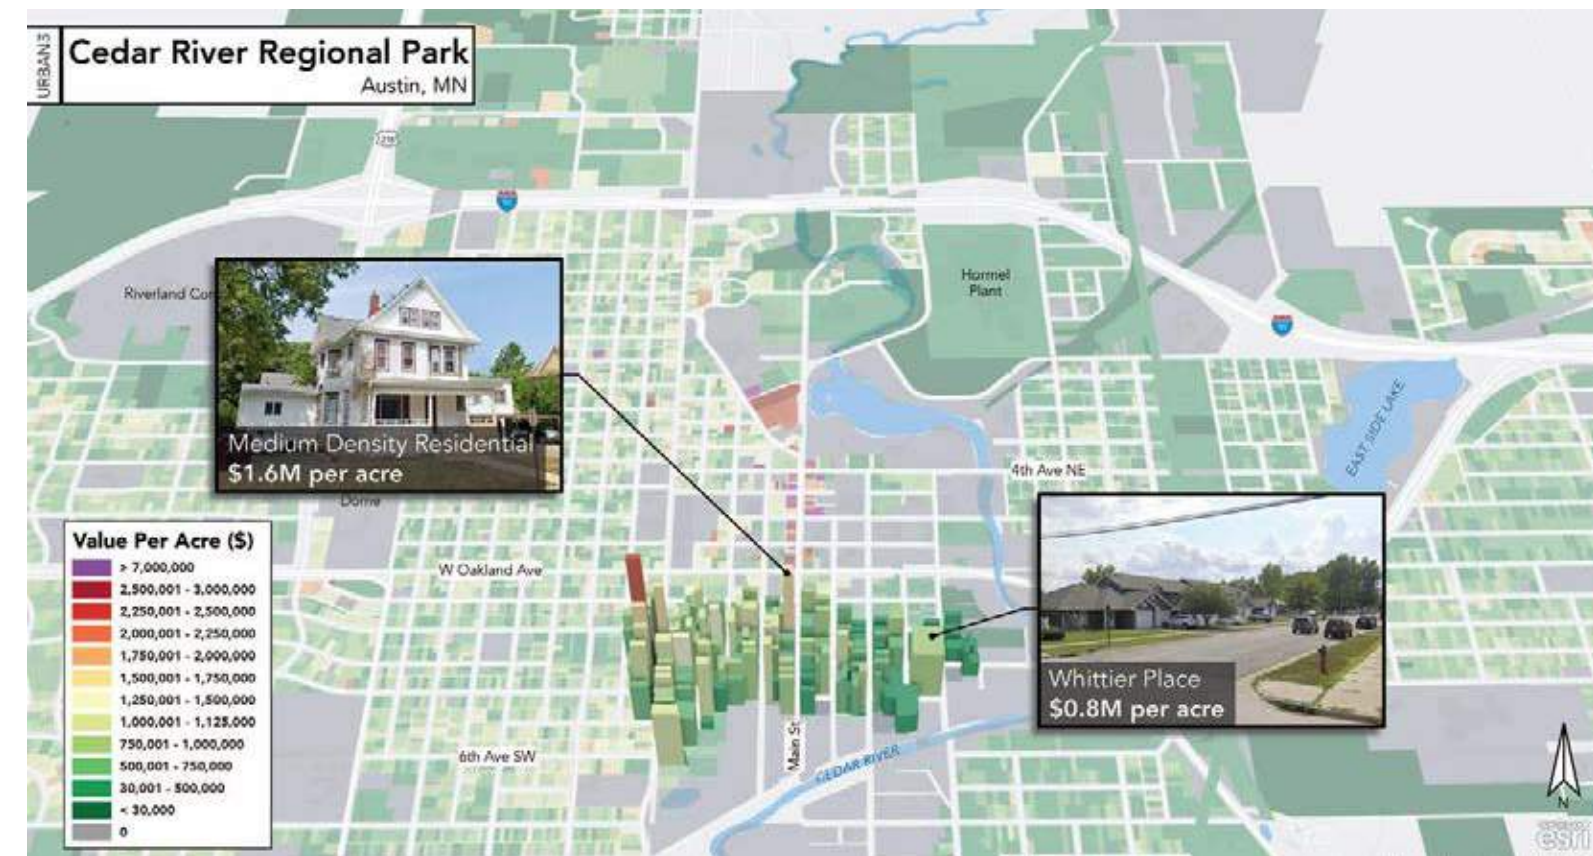 URBAN3
Cedar River Regional Park
Austin, MN
218
Riverland Co
Hormel
Plant
Medium Density Residential
$1.6M per acre
Dome
4th Ave NE
EAST SIDE LAKE
W Oakland Ave
Whittier Place
$0.8M per acre
Main St
6th Ave SW
CEDAR RIVER
Value Per Acre ($)
> 7,000,000
2,500,001 - 3,000,000
2,250,001 - 2,500,000
2,000,001 - 2,250,000
1,750,001 - 2,000,000
1,500,001 - 1,750,000
1,250,001 - 1,500,000
1,000,001 - 1,125,000
750,001 - 1,000,000
500,001 - 750,000
30,001 - 500,000
< 30,000
0
N
esri